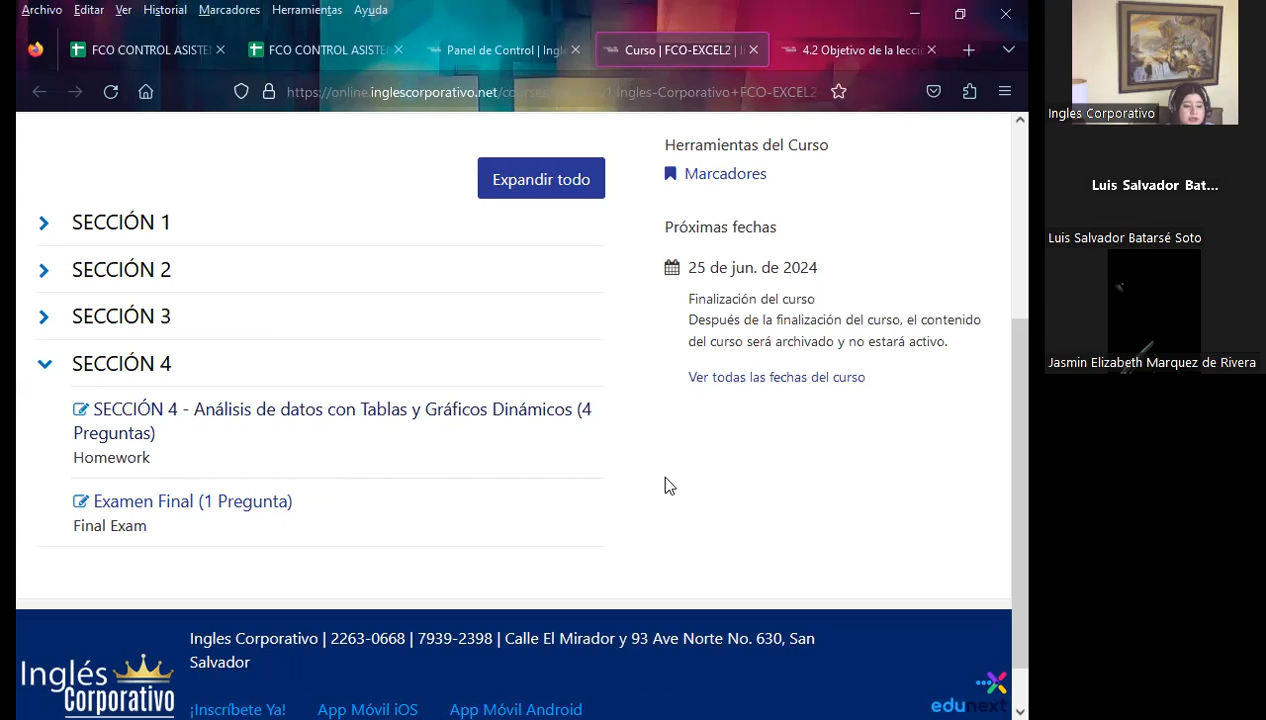 Archivo Editar Ver Historial Marcadores Herramientas Ayuda
FCO CONTROL ASISTE
FCO CONTROL ASISTE
Panel de Control | Ingl
Curso | FCO-EXCEL2 | I
4.2 Objetivo de la lecci
https://online.inglescorporativo.net/course
Ingles-Corporativo+FCO-EXCEL2
Expandir todo
SECCIÓN 1
SECCIÓN 2
SECCIÓN 3
SECCIÓN 4
SECCIÓN 4 - Análisis de datos con Tablas y Gráficos Dinámicos (4
Preguntas)
Homework
Examen Final (1 Pregunta)
Final Exam
Herramientas del Curso
Marcadores
Próximas fechas
25 de jun. de 2024
Finalización del curso
Después de la finalización del curso, el contenido
del curso será archivado y no estará activo.
Ver todas las fechas del curso
Inglés
Corporativo
Ingles Corporativo | 2263-0668 | 7939-2398 | Calle El Mirador y 93 Ave Norte No. 630, San
Salvador
¡Inscríbete Ya! App Móvil iOS App Móvil Android
edunext
Ingles Corporativo
Luis Salvador Bat...
Luis Salvador Batarsé Soto
Jasmin Elizabeth Marquez de Rivera